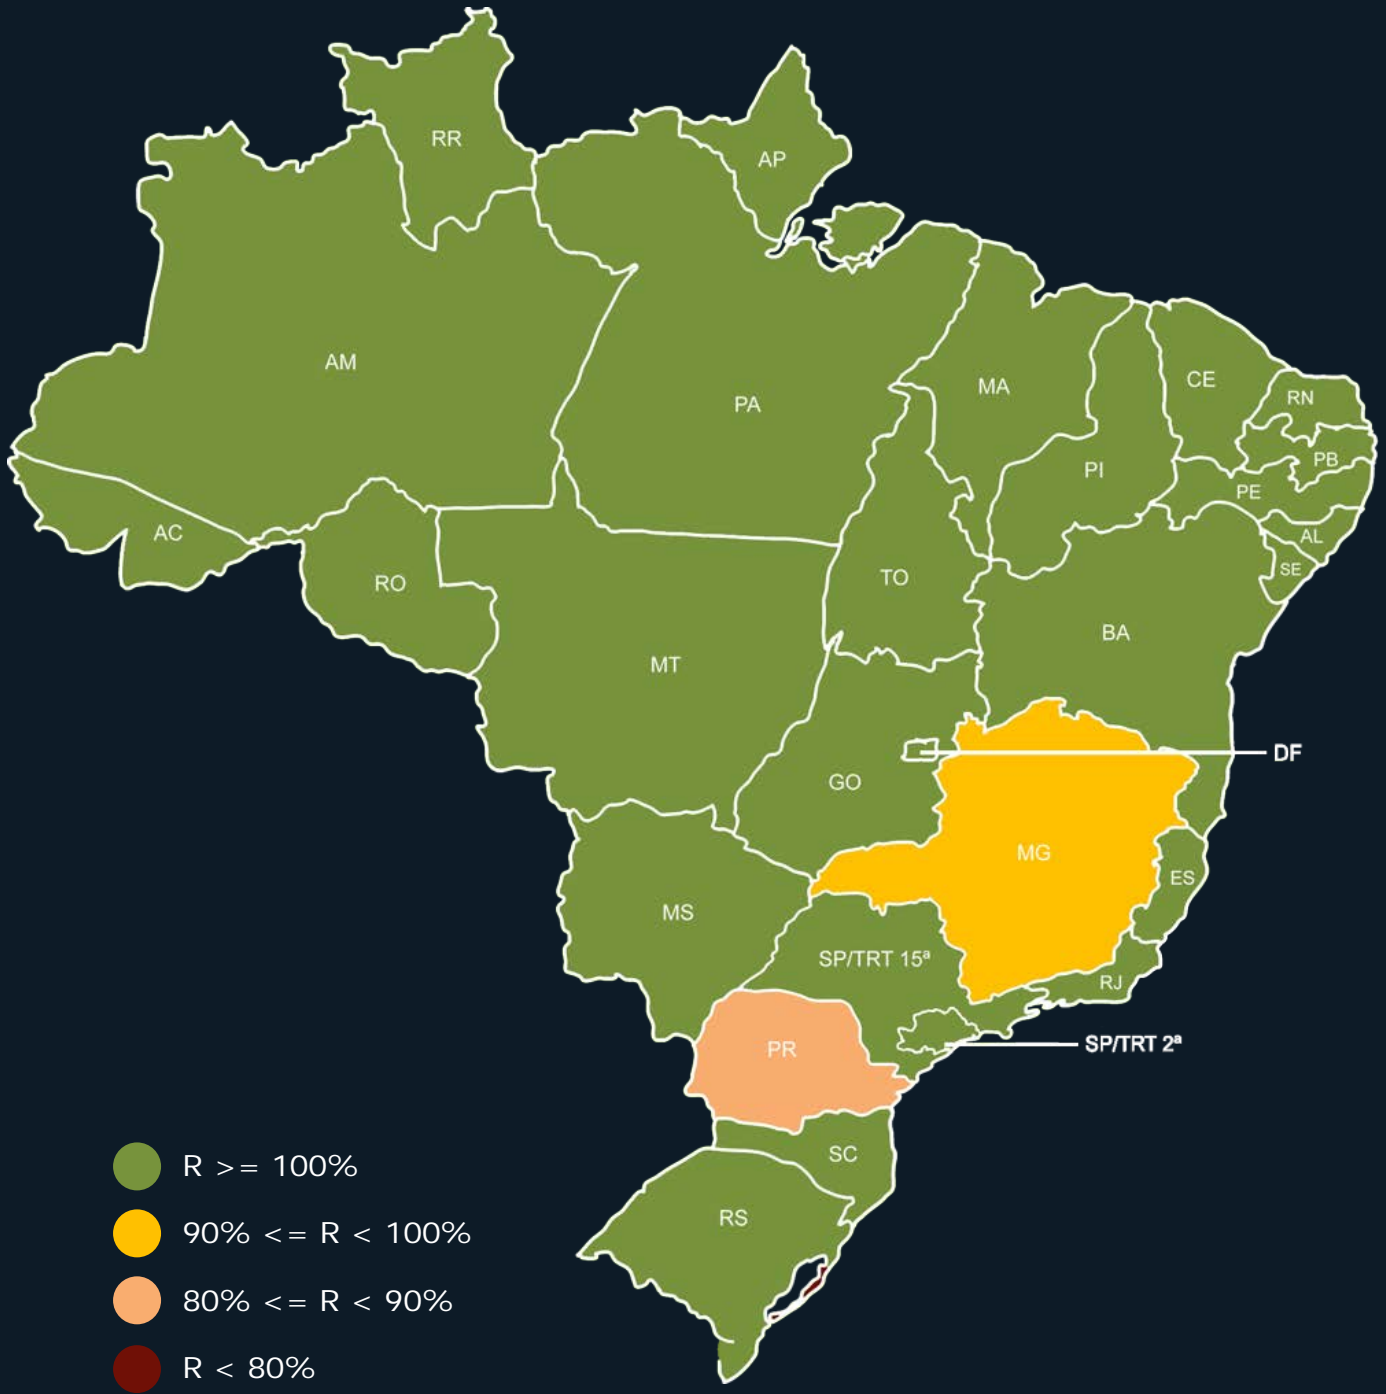 RR
AP
AM
PA
MA
CE
RN
PI
PB
PE
AC
AL
SE
RO
TO
BA
MT
DF
GO
MG
ES
MS
SP/TRT 15ª
RJ
PR
SP/TRT 2ª
SC
RS
R >= 100%
90% <= R < 100%
80% <= R < 90%
R < 80%